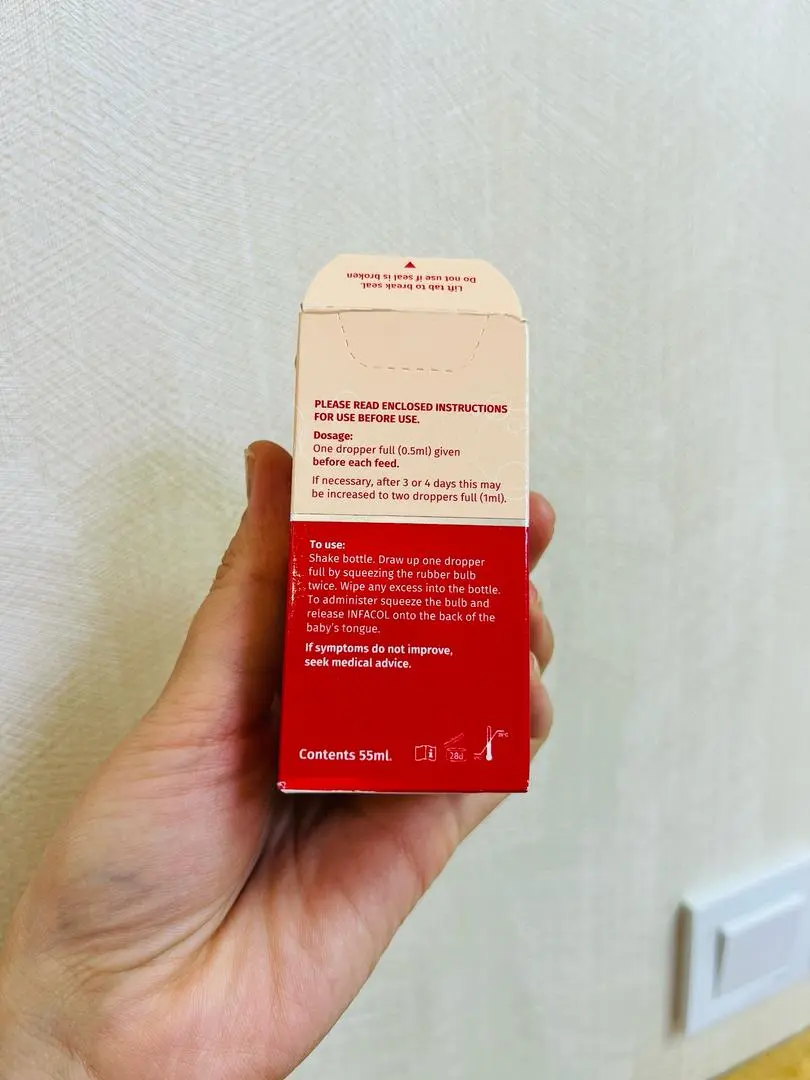 Lift tab to break seal.
Do not use if seal is broken
PLEASE READ ENCLOSED INSTRUCTIONS
FOR USE BEFORE USE.
Dosage:
One dropper full (0.5ml) given
before each feed.
If necessary, after 3 or 4 days this may
be increased to two droppers full (1ml).
To use:
Shake bottle. Draw up one dropper
full by squeezing the rubber bulb
twice. Wipe any excess into the bottle.
To administer squeeze the bulb and
release INFACOL onto the back of the
baby's tongue.
If symptoms do not improve,
seek medical advice.
Contents 55ml.
28d